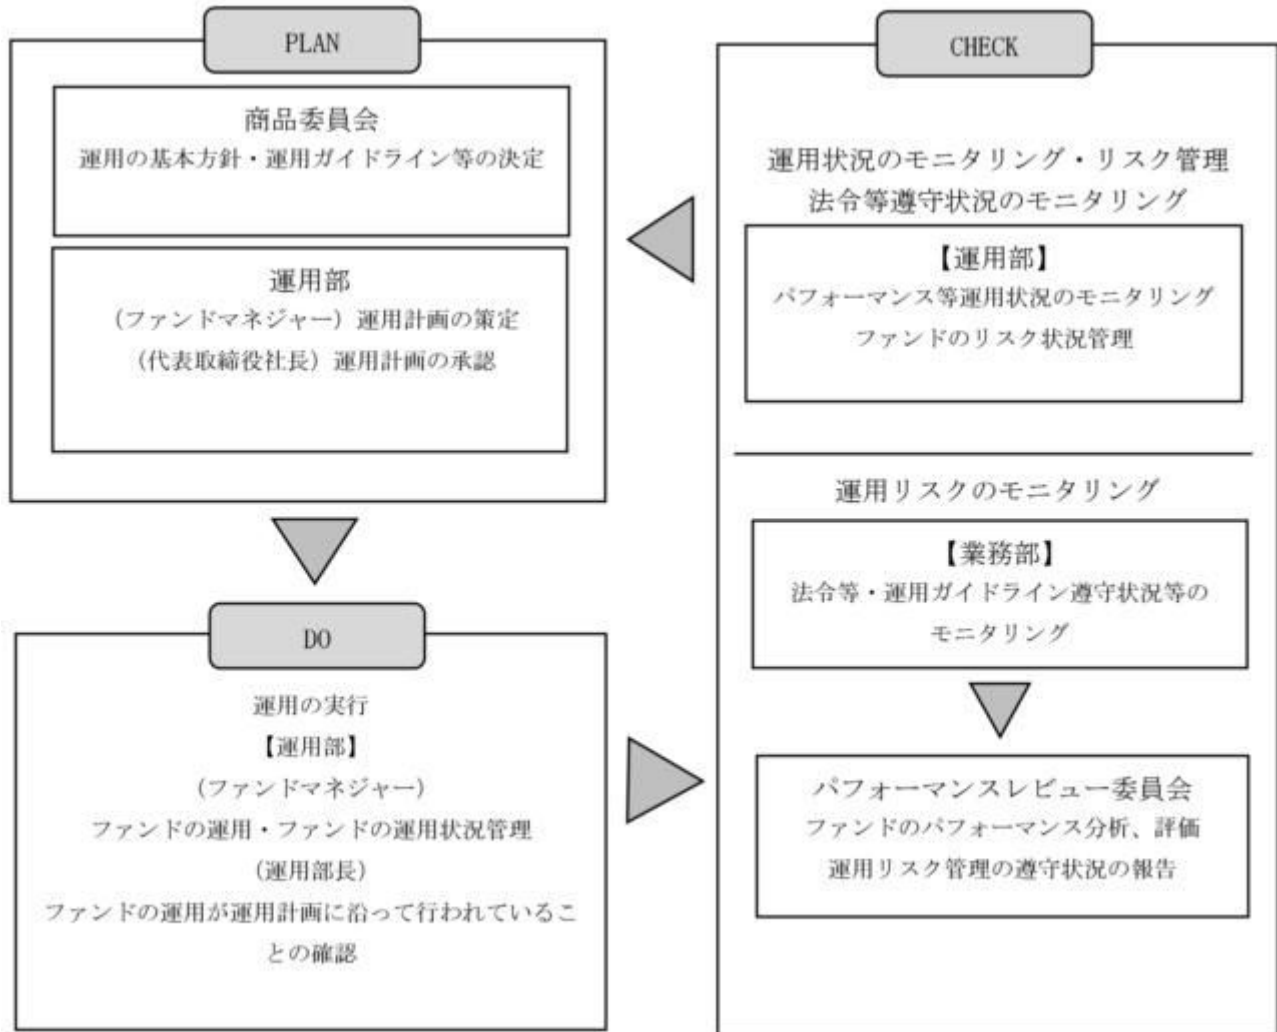 PLAN
商品委員会
運用の基本方針・運用ガイドライン等の決定
運用部
(ファンドマネジャー)運用計画の策定
(代表取締役社長)運用計画の承認
DO
運用の実行
【運用部】
(ファンドマネジャー)
ファンドの運用・ファンドの運用状況管理
(運用部長)
ファンドの運用が運用計画に沿って行われているこ
との確認
CHECK
運用状況のモニタリング・リスク管理
法令等遵守状況のモニタリング
【運用部】
パフォーマンス等運用状況のモニタリング
ファンドのリスク状況管理
運用リスクのモニタリング
【業務部】
法令等・運用ガイドライン遵守状況等の
モニタリング
パフォーマンスレビュー委員会
ファンドのパフォーマンス分析、評価
運用リスク管理の遵守状況の報告